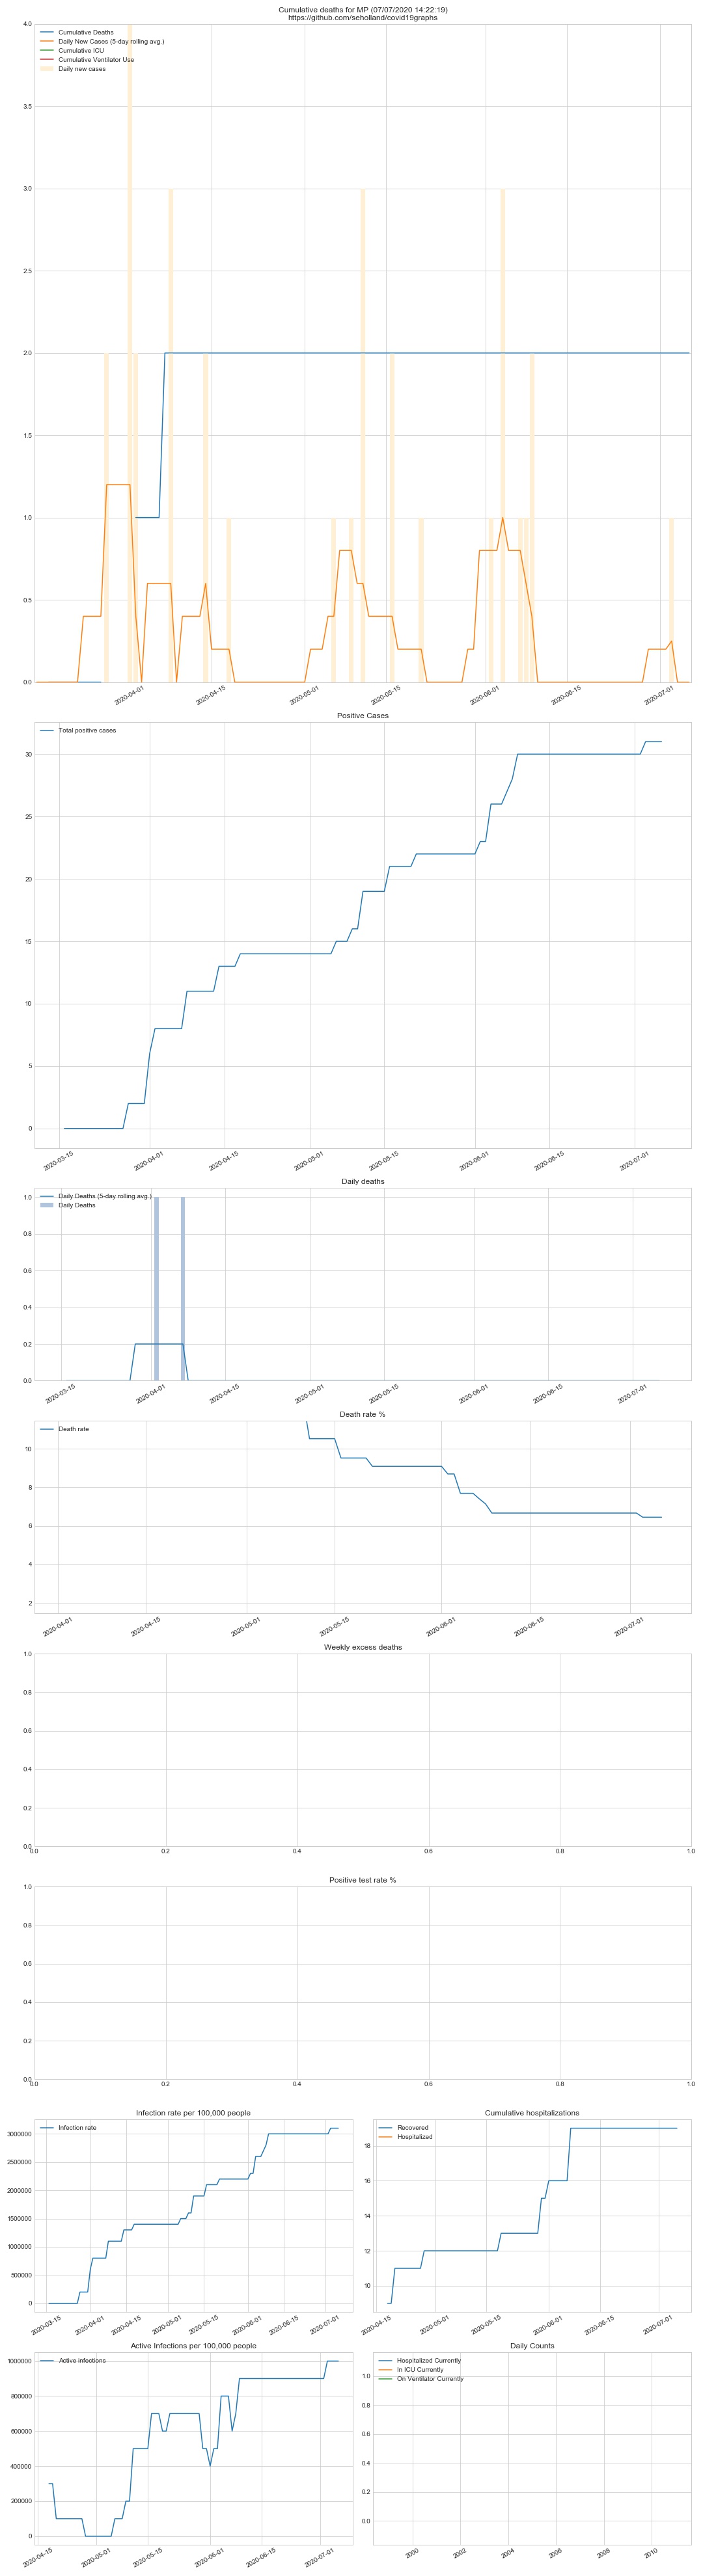 Cumulative deaths for MP (07/07/2020 14:22:19)
https://github.com/seholland/covid19graphs
Cumulative Deaths
Daily New Cases (5-day rolling avg.)
Cumulative ICU
Cumulative Ventilator Use
Daily new cases
4.0
3.5
3.0
2.5
2.0
1.5
1.0
0.5
0.0
2020-04-01 2020-04-15 2020-05-01 2020-05-15 2020-06-01 2020-06-15 2020-07-01
Positive Cases
Total positive cases
30
25
20
15
10
5
0
2020-03-15 2020-04-01 2020-04-15 2020-05-01 2020-05-15 2020-06-01 2020-06-15 2020-07-01
Daily deaths
Daily Deaths (5-day rolling avg.)
Daily Deaths
1.0
0.8
0.6
0.4
0.2
0.0
2020-03-15 2020-04-01 2020-04-15 2020-05-01 2020-05-15 2020-06-01 2020-06-15 2020-07-01
Death rate %
Death rate
10
8
6
4
2
2020-04-01 2020-04-15 2020-05-01 2020-05-15 2020-06-01 2020-06-15 2020-07-01
Weekly excess deaths
1.0
0.8
0.6
0.4
0.2
0.0
0.0 0.2 0.4 0.6 0.8 1.0
Positive test rate %
1.0
0.8
0.6
0.4
0.2
0.0
0.0 0.2 0.4 0.6 0.8 1.0
Infection rate per 100,000 people
Infection rate
3000000
2500000
2000000
1500000
1000000
500000
0
2020-03-15 2020-04-01 2020-04-15 2020-05-01 2020-05-15 2020-06-01 2020-06-15 2020-07-01
Cumulative hospitalizations
Recovered
Hospitalized
18
16
14
12
10
2020-04-15 2020-05-01 2020-05-15 2020-06-01 2020-06-15 2020-07-01
Active Infections per 100,000 people
Active infections
1000000
800000
600000
400000
200000
0
2020-04-15 2020-05-01 2020-05-15 2020-06-01 2020-06-15 2020-07-01
Daily Counts
Hospitalized Currently
In ICU Currently
On Ventilator Currently
1.0
0.8
0.6
0.4
0.2
0.0
2000 2002 2004 2006 2008 2010